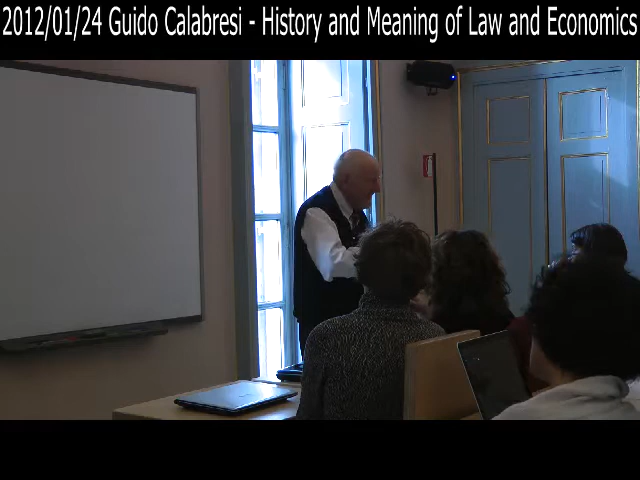 2012/01/24 Guido Calabresi - History and Meaning of Law and Economics